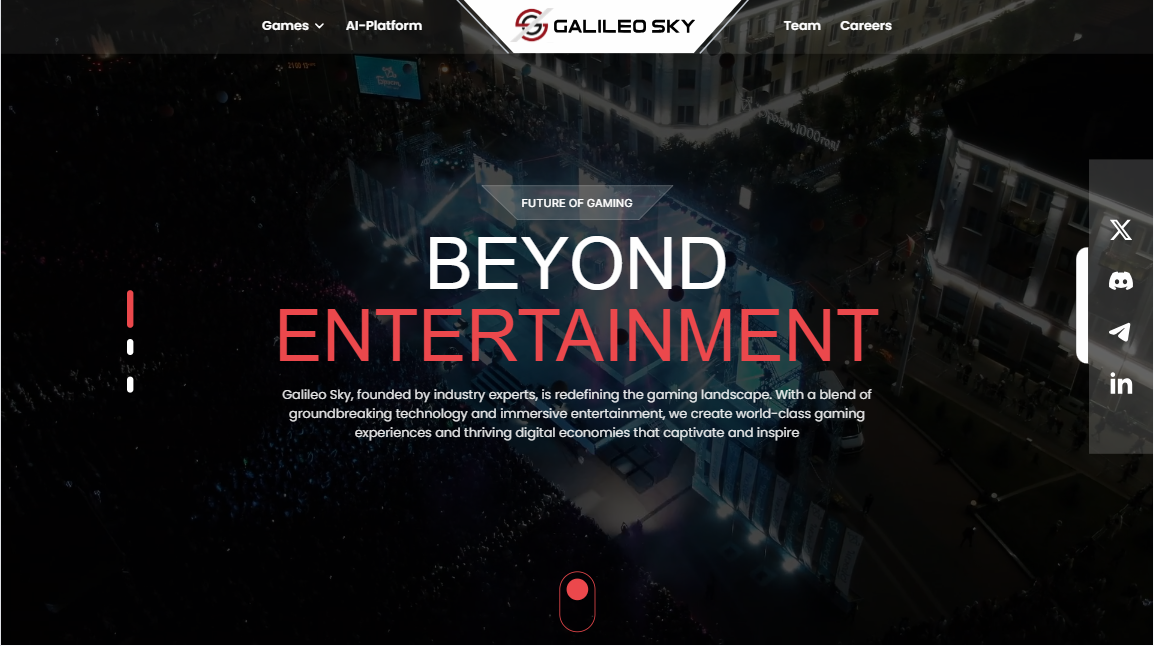 Games
AI-Platform
GALILEO SKY
Team
Careers
FUTURE OF GAMING
BEYOND
ENTERTAINMENT
Galileo Sky, founded by industry experts, is redefining the gaming landscape. With a blend of
groundbreaking technology and immersive entertainment, we create world-class gaming
experiences and thriving digital economies that captivate and inspire